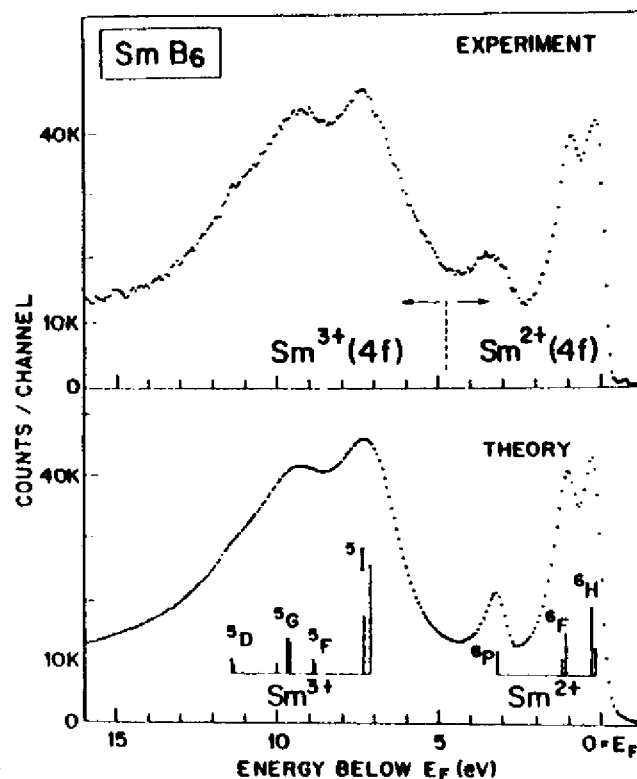 Sm B6
EXPERIMENT
40K
10K
0
Sm3+(4f)
Sm2+(4f)
COUNTS / CHANNEL
THEORY
40K
10K
0
5D
5G
5F
5I
Sm3+
6P
6F
6H
Sm2+
15
10
5
0 = EF
ENERGY BELOW EF (eV)